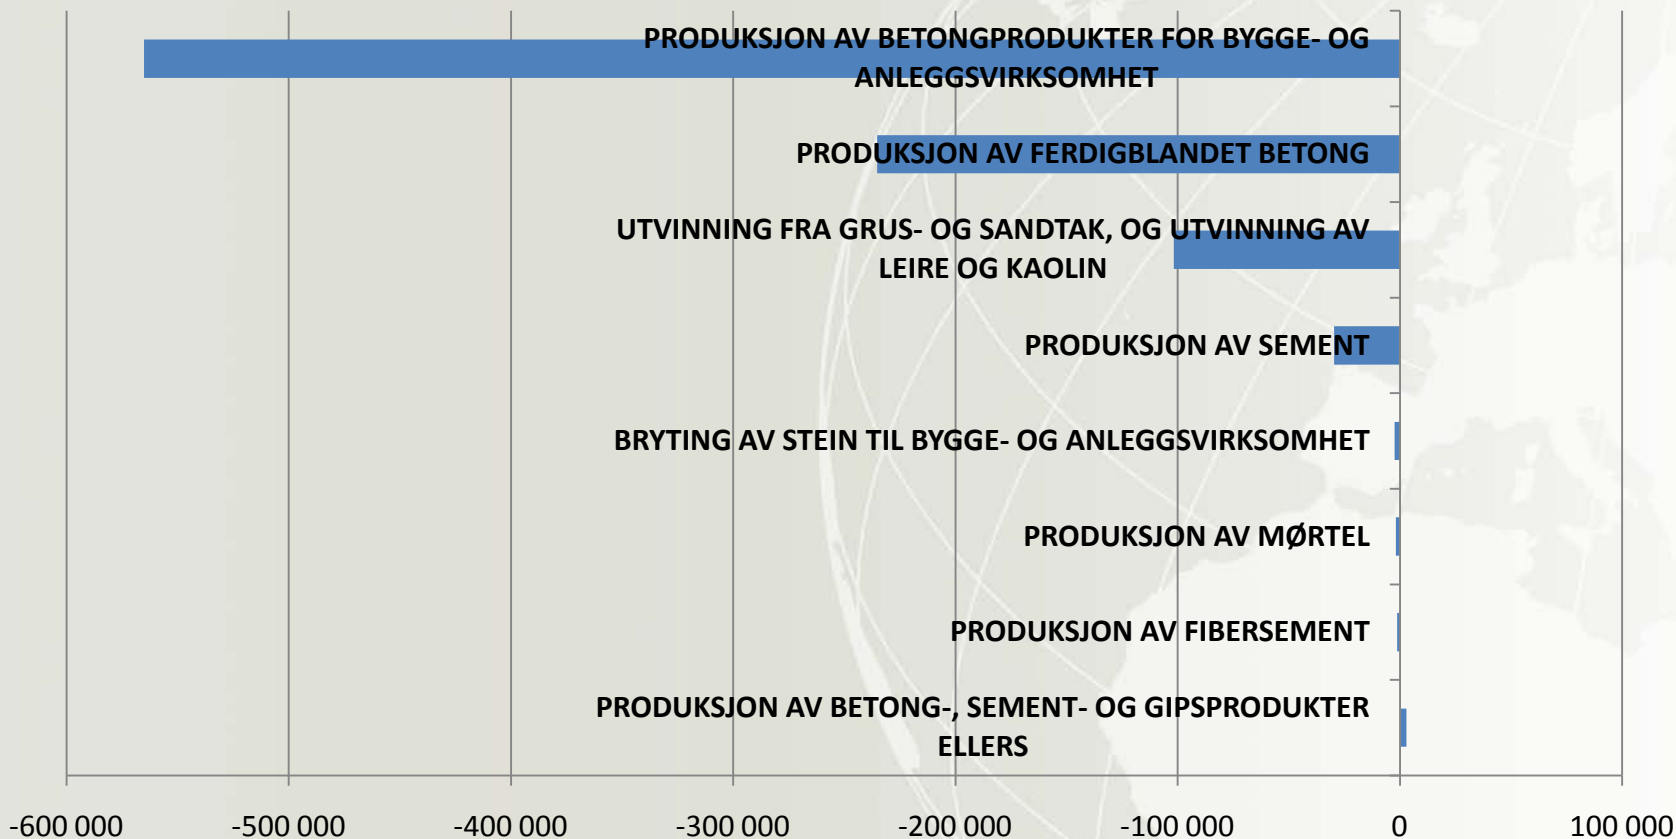 PRODUKSJON AV BETONGPRODUKTER FOR BYGGE- OG
ANLEGGSVIRKSOMHET
PRODUKSJON AV FERDIGBLANDET BETONG
UTVINNING FRA GRUS- OG SANDTAK, OG UTVINNING AV
LEIRE OG KAOLIN
PRODUKSJON AV SEMENT
BRYTING AV STEIN TIL BYGGE- OG ANLEGGSVIRKSOMHET
PRODUKSJON AV MØRTEL
PRODUKSJON AV FIBERSEMENT
PRODUKSJON AV BETONG-, SEMENT- OG GIPSPRODUKTER
ELLERS
-600 000 -500 000 -400 000 -300 000 -200 000 -100 000 0 100 000